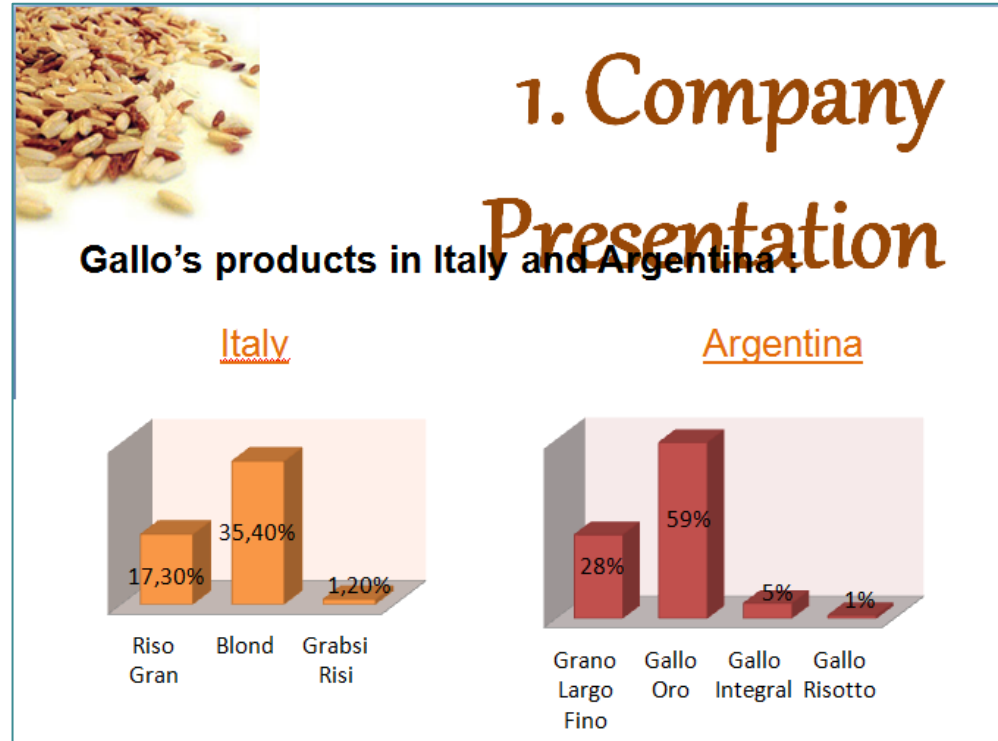 1. Company
Presentation
Gallo's products in Italy and Argentina :
Italy
Argentina
17,30%
35,40%
1,20%
Riso Blond Grabsi
Gran Risi
28%
59%
5%
1%
Grano Gallo Gallo Gallo
Largo Oro Integral Risotto
Fino